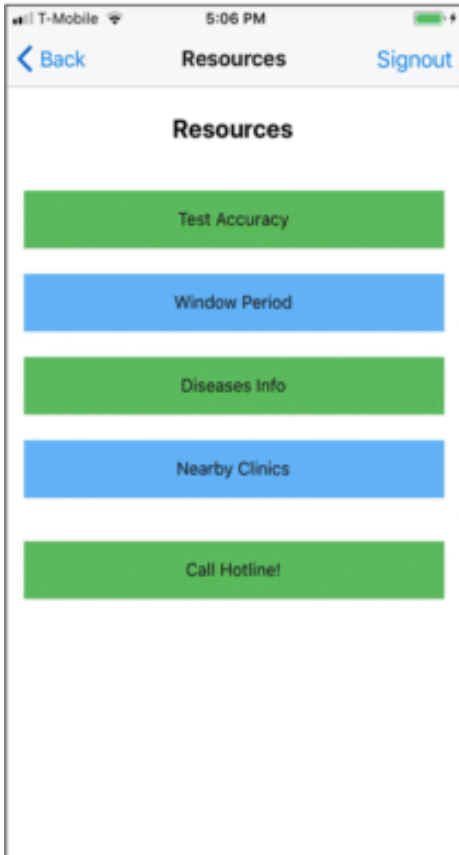 T-Mobile 5:06 PM
Back Resources Signout
Resources
Test Accuracy
Window Period
Diseases Info
Nearby Clinics
Call Hotline!